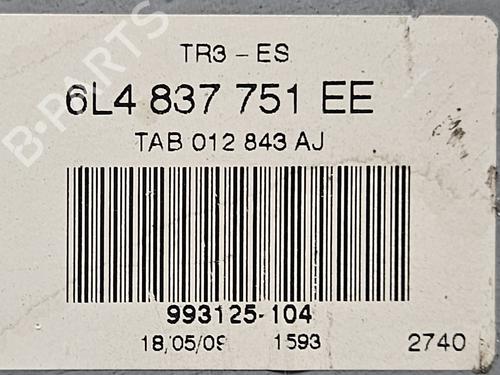 B-PARTS
TR3 - ES
6L4 837 751 EE
TAB 012 843 AJ
993125-104
18/05/09 1593 2740